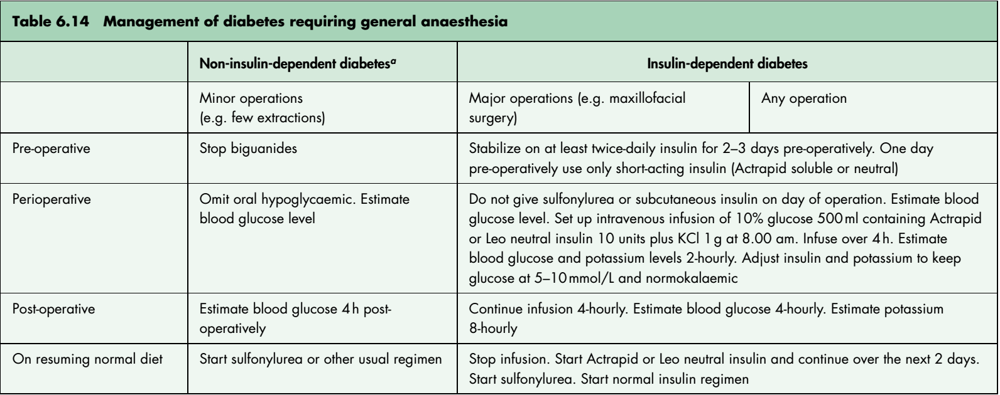 Table 6.14 Management of diabetes requiring general anaesthesia
Non-insulin-dependent diabetesᵃ
Insulin-dependent diabetes
Minor operations
(e.g. few extractions)
Major operations (e.g. maxillofacial
surgery)
Any operation
Pre-operative
Stop biguanides
Stabilize on at least twice-daily insulin for 2–3 days pre-operatively. One day
pre-operatively use only short-acting insulin (Actrapid soluble or neutral)
Perioperative
Omit oral hypoglycaemic. Estimate
blood glucose level
Do not give sulfonylurea or subcutaneous insulin on day of operation. Estimate blood
glucose level. Set up intravenous infusion of 10% glucose 500 ml containing Actrapid
or Leo neutral insulin 10 units plus KCl 1 g at 8.00 am. Infuse over 4 h. Estimate
blood glucose and potassium levels 2-hourly. Adjust insulin and potassium to keep
glucose at 5–10 mmol/L and normokalaemic
Post-operative
Estimate blood glucose 4 h post-
operatively
Continue infusion 4-hourly. Estimate blood glucose 4-hourly. Estimate potassium
8-hourly
On resuming normal diet
Start sulfonylurea or other usual regimen
Stop infusion. Start Actrapid or Leo neutral insulin and continue over the next 2 days.
Start sulfonylurea. Start normal insulin regimen